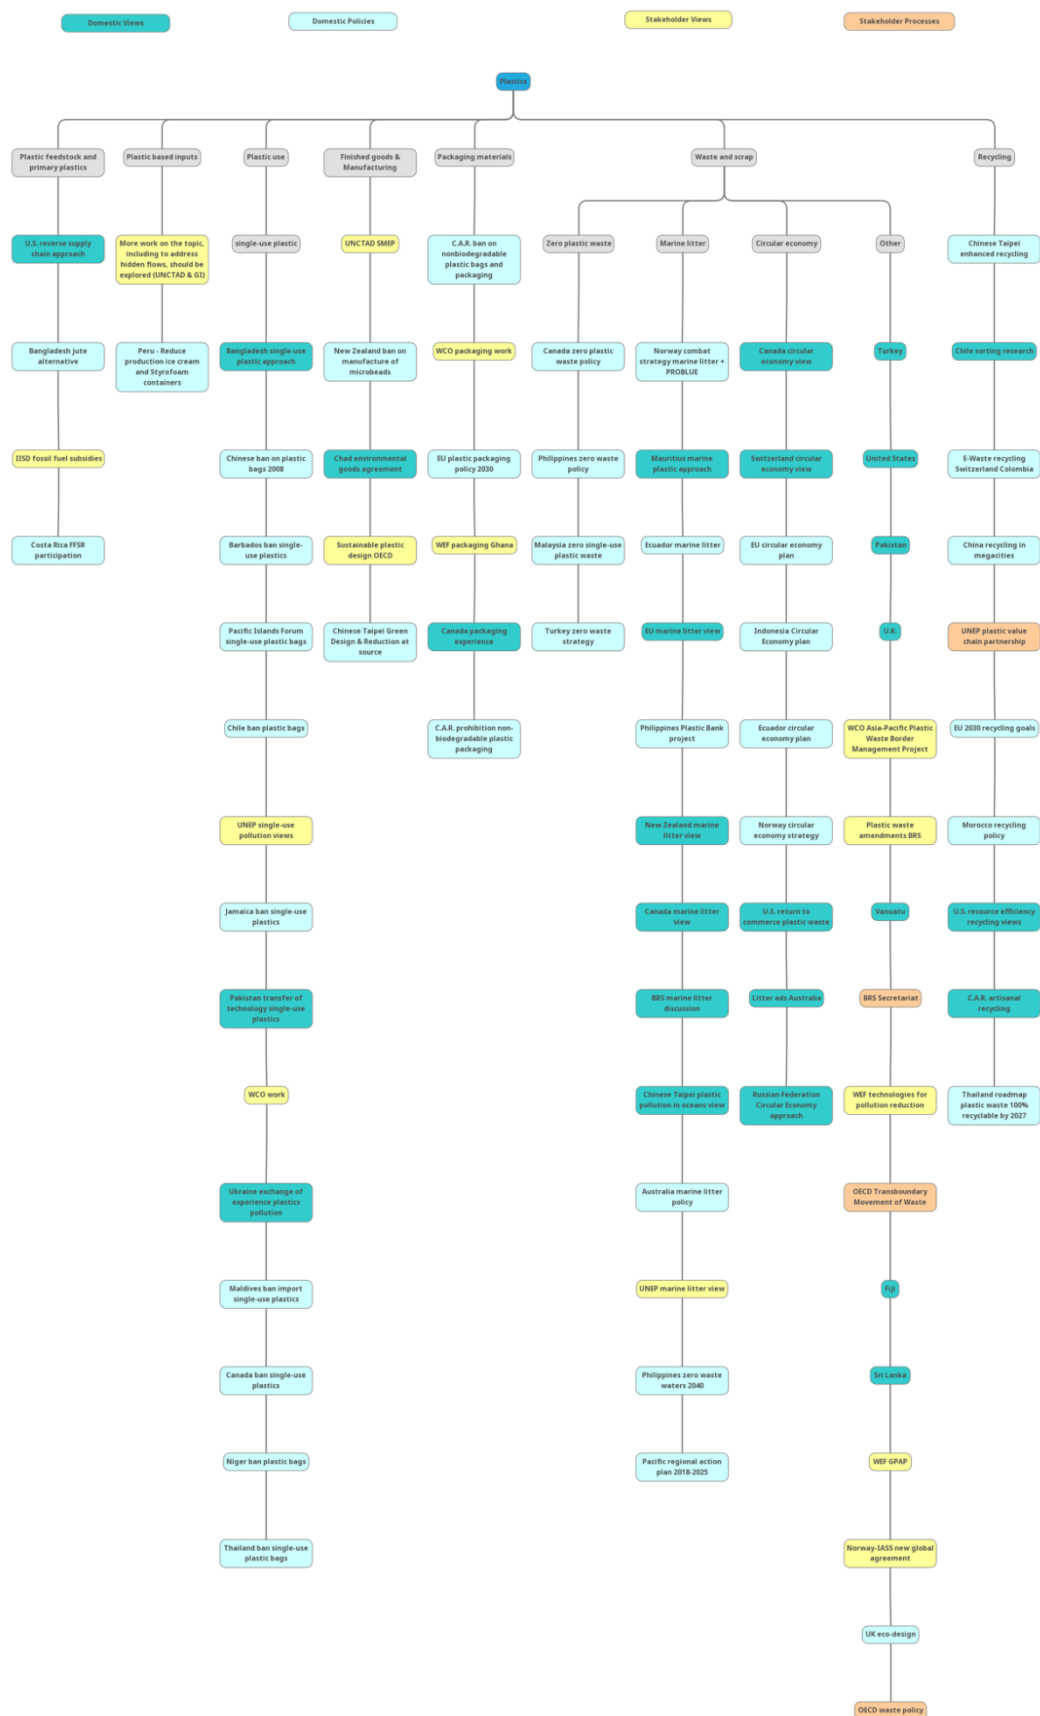 Domestic Views
Domestic Policies
Stakeholder Views
Stakeholder Processes
Plastics
Plastic feedstock and
primary plastics
Plastic based inputs
Plastic use
Finished goods &
Manufacturing
Packaging materials
Waste and scrap
Recycling
U.S. reverse supply
chain approach
More work on the topic,
including to address
hidden flows, should be
explored (UNCTAD & GI)
single-use plastic
UNCTAD SMEP
C.A.R. ban on
nonbiodegradable
plastic bags and
packaging
Zero plastic waste
Marine litter
Circular economy
Other
Chinese Taipei
enhanced recycling
Bangladesh jute
alternative
Peru - Reduce
production ice cream
and Styrofoam
containers
Bangladesh single-use
plastic approach
New Zealand ban on
manufacture of
microbeads
WCO packaging work
Canada zero plastic
waste policy
Norway combat
strategy marine litter +
PROBLUE
Canada circular
economy view
Turkey
Chile sorting research
IISD fossil fuel subsidies
Chinese ban on plastic
bags 2008
Chad environmental
goods agreement
EU plastic packaging
policy 2030
Philippines zero waste
policy
Mauritius marine
plastic approach
Switzerland circular
economy view
United States
E-Waste recycling
Switzerland Colombia
Costa Rica FFSR
participation
Barbados ban single-
use plastics
Sustainable plastic
design OECD
WEF packaging Ghana
Malaysia zero single-use
plastic waste
Ecuador marine litter
EU circular economy
plan
Pakistan
China recycling in
megacities
Pacific Islands Forum
single-use plastic bags
Chinese Taipei Green
Design & Reduction at
source
Canada packaging
experience
Turkey zero waste
strategy
EU marine litter view
Indonesia Circular
Economy plan
U.K.
UNEP plastic value
chain partnership
Chile ban plastic bags
C.A.R. prohibition non-
biodegradable plastic
packaging
Philippines Plastic Bank
project
Ecuador circular
economy plan
WCO Asia-Pacific Plastic
Waste Border
Management Project
EU 2030 recycling goals
UNEP single-use
pollution views
New Zealand marine
litter view
Norway circular
economy strategy
Plastic waste
amendments BRS
Morocco recycling
policy
Jamaica ban single-use
plastics
Canada marine litter
view
U.S. return to
commerce plastic waste
Vanuatu
U.S. resource efficiency
recycling views
Pakistan transfer of
technology single-use
plastics
BRS marine litter
discussion
Litter ads Australia
BRS Secretariat
C.A.R. artisanal
recycling
WCO work
Chinese Taipei plastic
pollution in oceans view
Russian Federation
Circular Economy
approach
WEF technologies for
pollution reduction
Thailand roadmap
plastic waste 100%
recyclable by 2027
Ukraine exchange of
experience plastics
pollution
Australia marine litter
policy
OECD Transboundary
Movement of Waste
Maldives ban import
single-use plastics
UNEP marine litter view
Fiji
Canada ban single-use
plastics
Philippines zero waste
waters 2040
Sri Lanka
Niger ban plastic bags
Pacific regional action
plan 2018-2025
WEF GPAP
Thailand ban single-use
plastic bags
Norway-IASS new global
agreement
UK eco-design
OECD waste policy